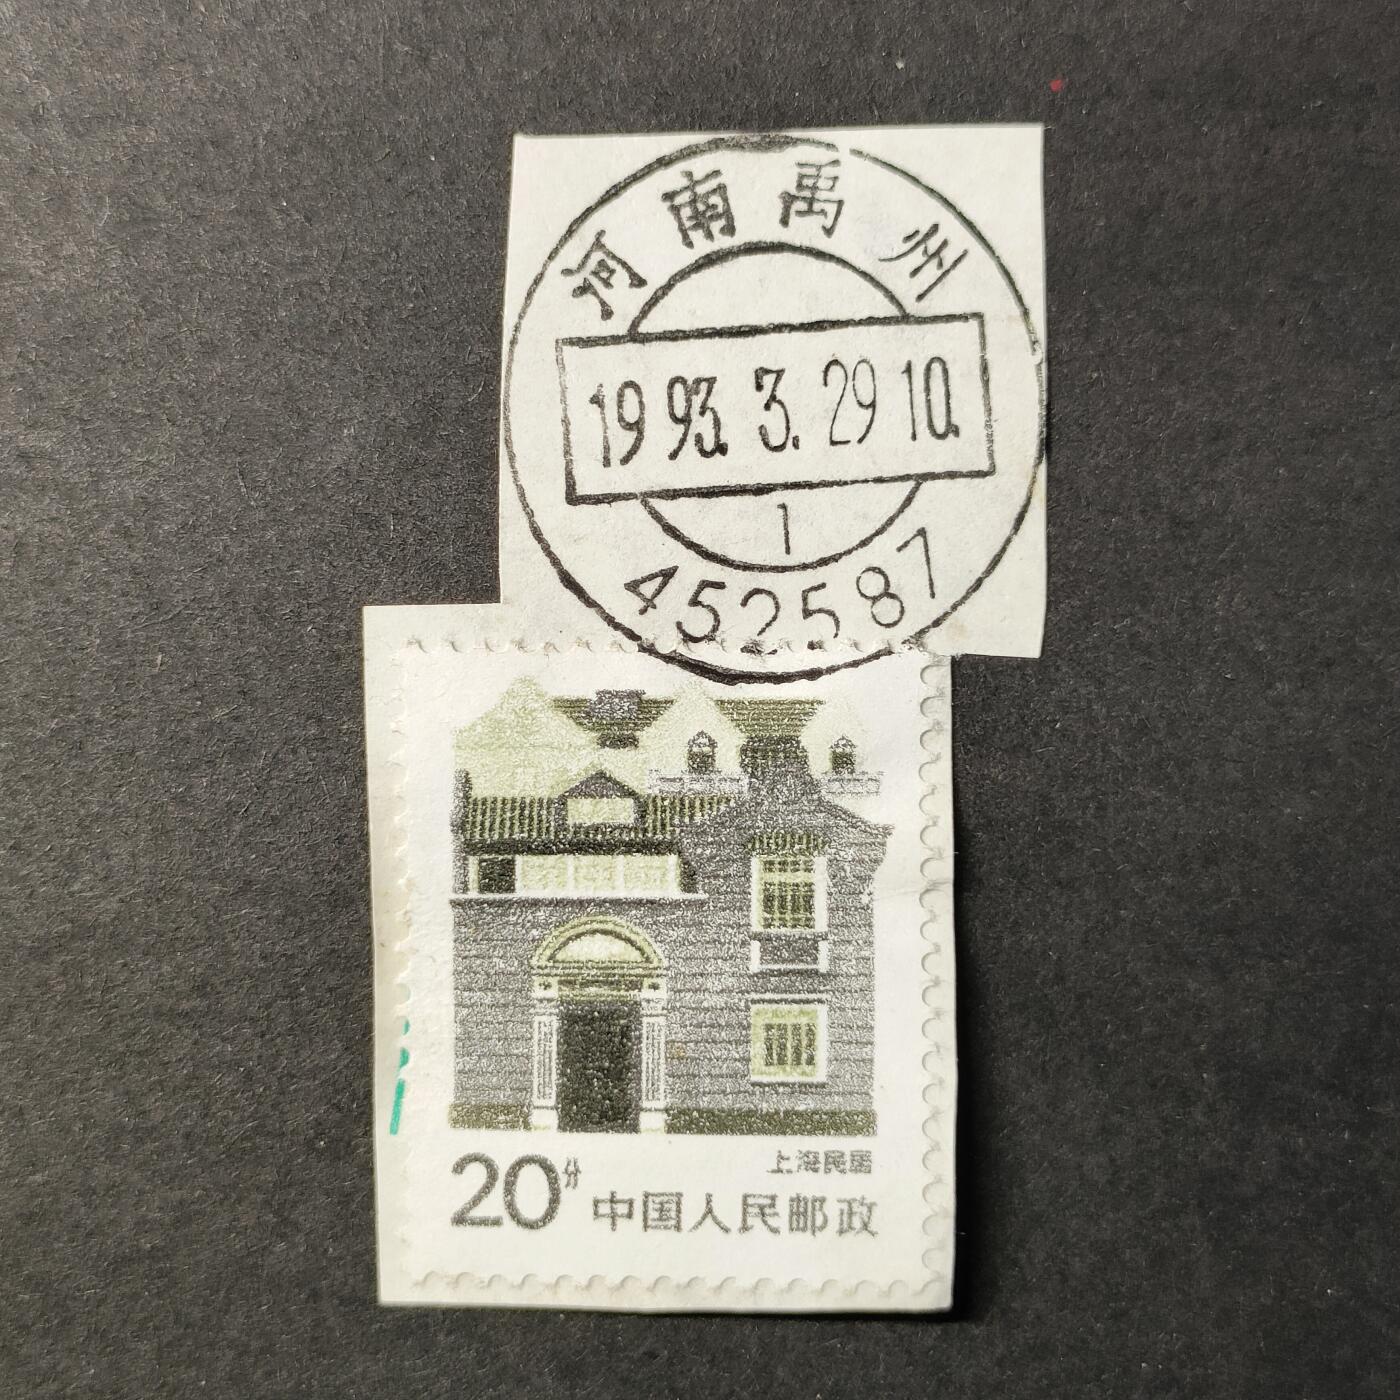 河南禹州
1993.3.29 10.
1
452587
上海民居
20分 中国人民邮政